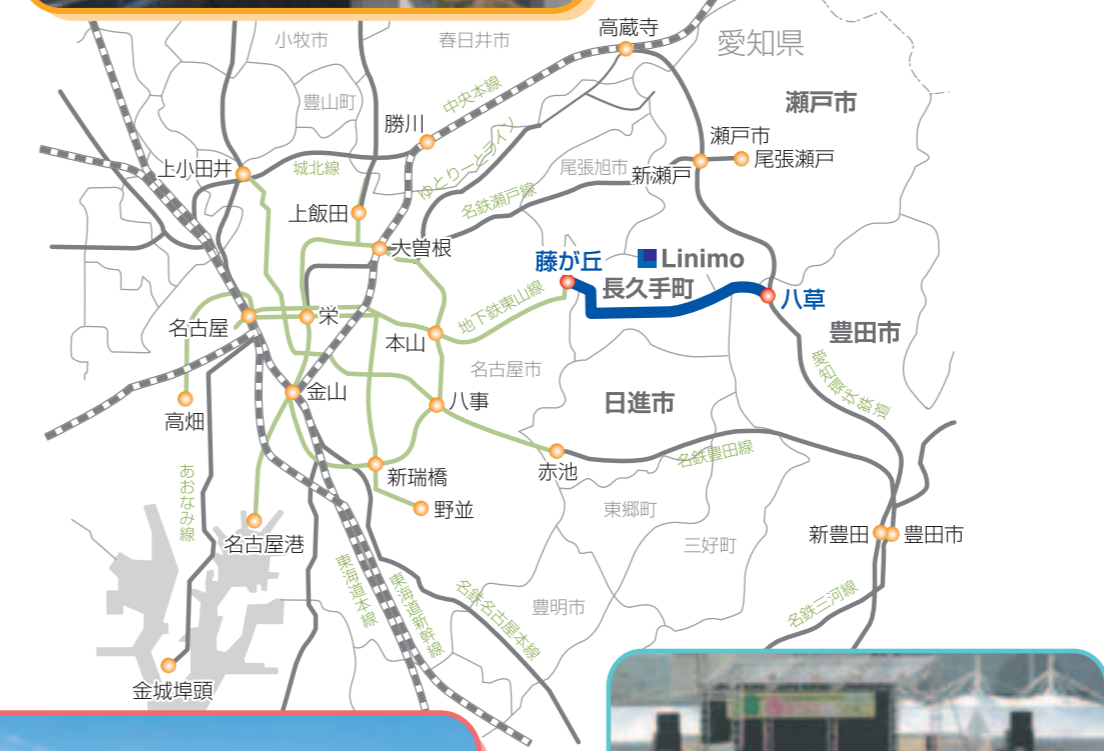 小牧市
春日井市
高蔵寺
愛知県
豊山町
中央本線
瀬戸市
勝川
瀬戸市
尾張瀬戸
上小田井
城北線
ゆとりーとライン
尾張旭市
新瀬戸
名鉄瀬戸線
上飯田
大曽根
藤が丘
Linimo
長久手町
八草
名古屋
栄
地下鉄東山線
本山
豊田市
名古屋市
愛知環状鉄道
金山
八事
日進市
高畑
赤池
名鉄豊田線
あおなみ線
新瑞橋
野並
東郷町
名古屋港
三好町
新豊田
豊田市
東海道本線
東海道新幹線
名鉄名古屋本線
豊明市
名鉄三河線
金城埠頭